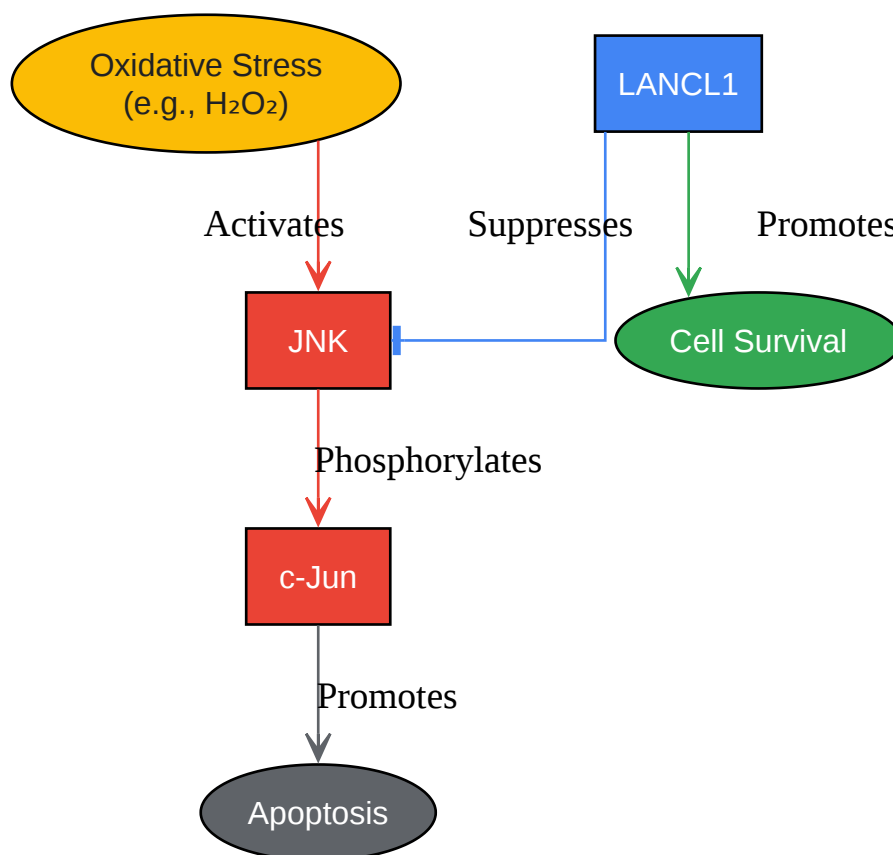 Oxidative Stress
(e.g., H₂O₂)
LANCL1
Activates
Suppresses
Promotes
JNK
Cell Survival
Phosphorylates
c-Jun
Promotes
Apoptosis